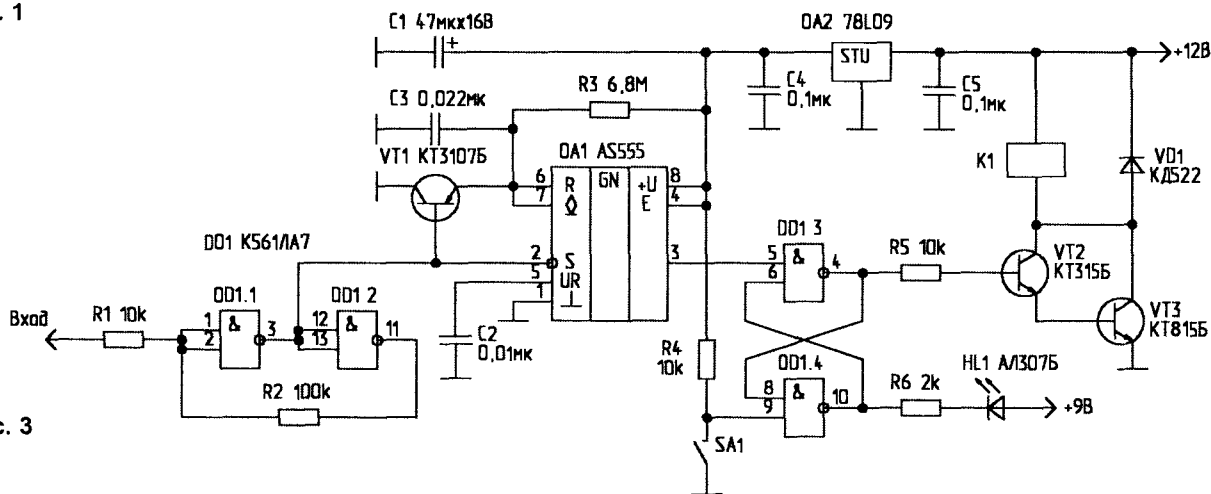 . 1
C1 47мкх16В
+
DA2 78L09
STU
+12В
C4
0,1мк
C5
0,1мк
R3 6,8М
C3 0,022мк
VT1 КТ3107Б
DA1 AS555
K1
VD1
КД522
6
7
R
GN
+U
E
8
4
DD1 К561ЛА7
2
5
1
S
UR
3
DD1 3
5
6
&
4
R5 10k
VT2
КТ315Б
Вход
R1 10k
DD1.1
1
2
&
3
DD1 2
12
13
&
11
C2
0,01мк
R4
10k
VT3
КТ815Б
R2 100k
DD1.4
8
9
&
10
R6 2k
HL1 АЛ307Б
+9В
с. 3
SA1